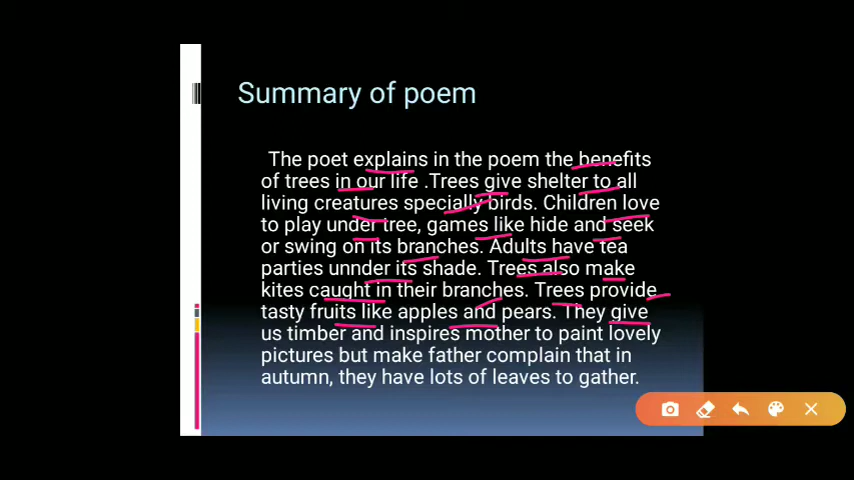 Summary of poem
The poet explains in the poem the benefits
of trees in our life .Trees give shelter to all
living creatures specially birds. Children love
to play under tree, games like hide and seek
or swing on its branches. Adults have tea
parties unnder its shade. Trees also make
kites caught in their branches. Trees provide
tasty fruits like apples and pears. They give
us timber and inspires mother to paint lovely
pictures but make father complain that in
autumn, they have lots of leaves to gather.